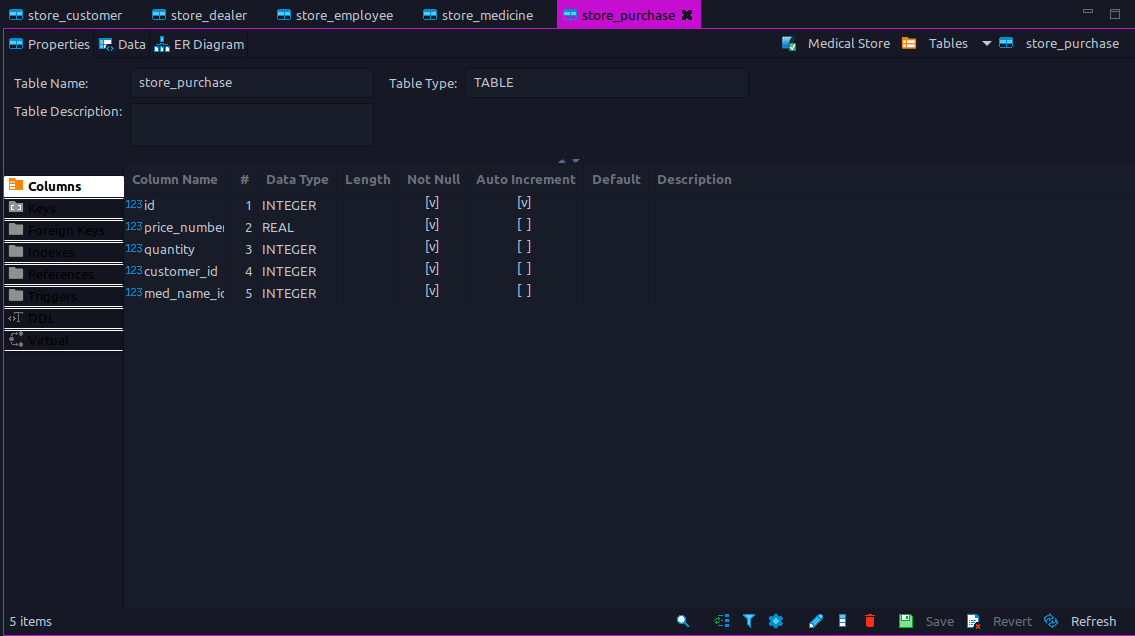 store_customer store_dealer store_employee store_medicine store_purchase
Properties Data ER Diagram Medical Store Tables store_purchase
Table Name: store_purchase Table Type: TABLE
Table Description:
Columns
Keys
Foreign Keys
Indexes
References
Triggers
DDL
Virtual
Column Name # Data Type Length Not Null Auto Increment Default Description
123 id 1 INTEGER [v] [v]
123 price_number 2 REAL [v] [ ]
123 quantity 3 INTEGER [v] [ ]
123 customer_id 4 INTEGER [v] [ ]
123 med_name_id 5 INTEGER [v] [ ]
5 items Save Revert Refresh